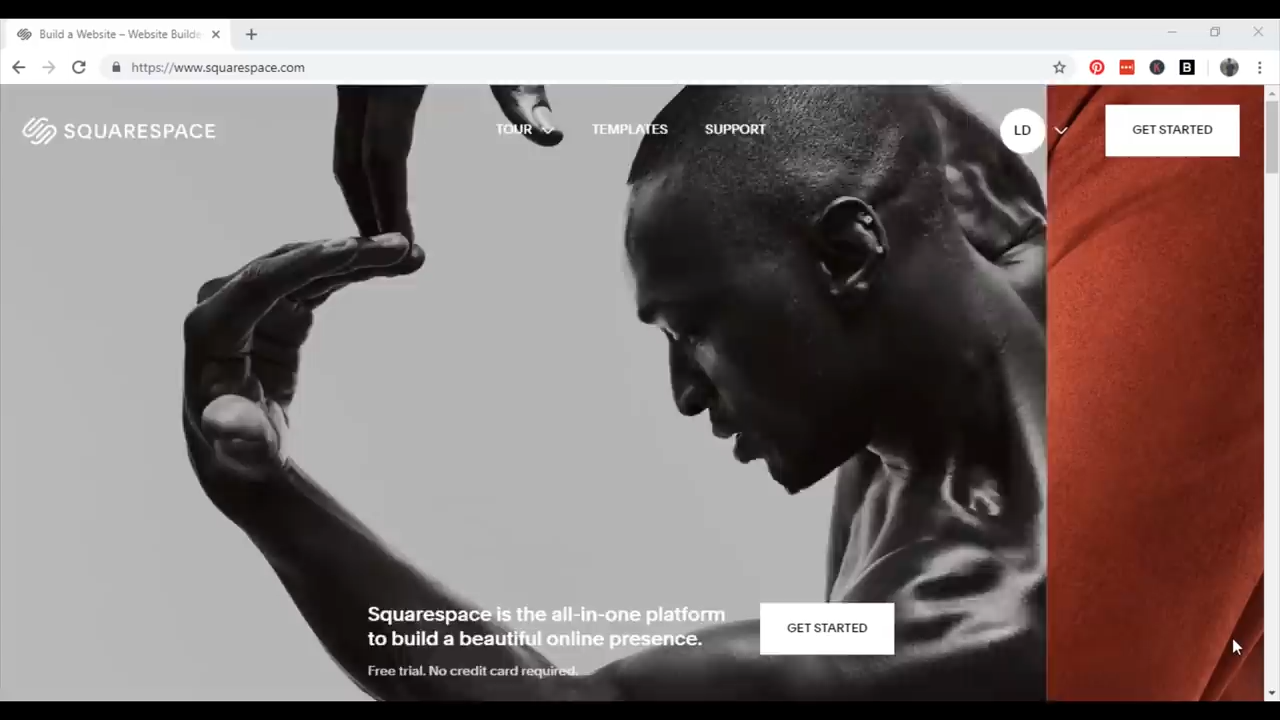 Build a Website – Website Builde
https://www.squarespace.com
SQUARESPACE
TOUR
TEMPLATES
SUPPORT
LD
GET STARTED
Squarespace is the all-in-one platform
to build a beautiful online presence.
GET STARTED
Free trial. No credit card required.